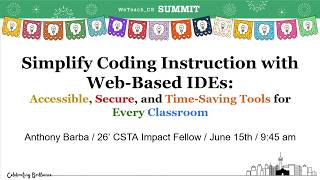 WeTeach_CS SUMMIT
Simplify Coding Instruction with
Web-Based IDEs:
Accessible, Secure, and Time-Saving Tools for
Every Classroom
Anthony Barba / 26' CSTA Impact Fellow / June 15th / 9:45 am
Celebrating Brilliance